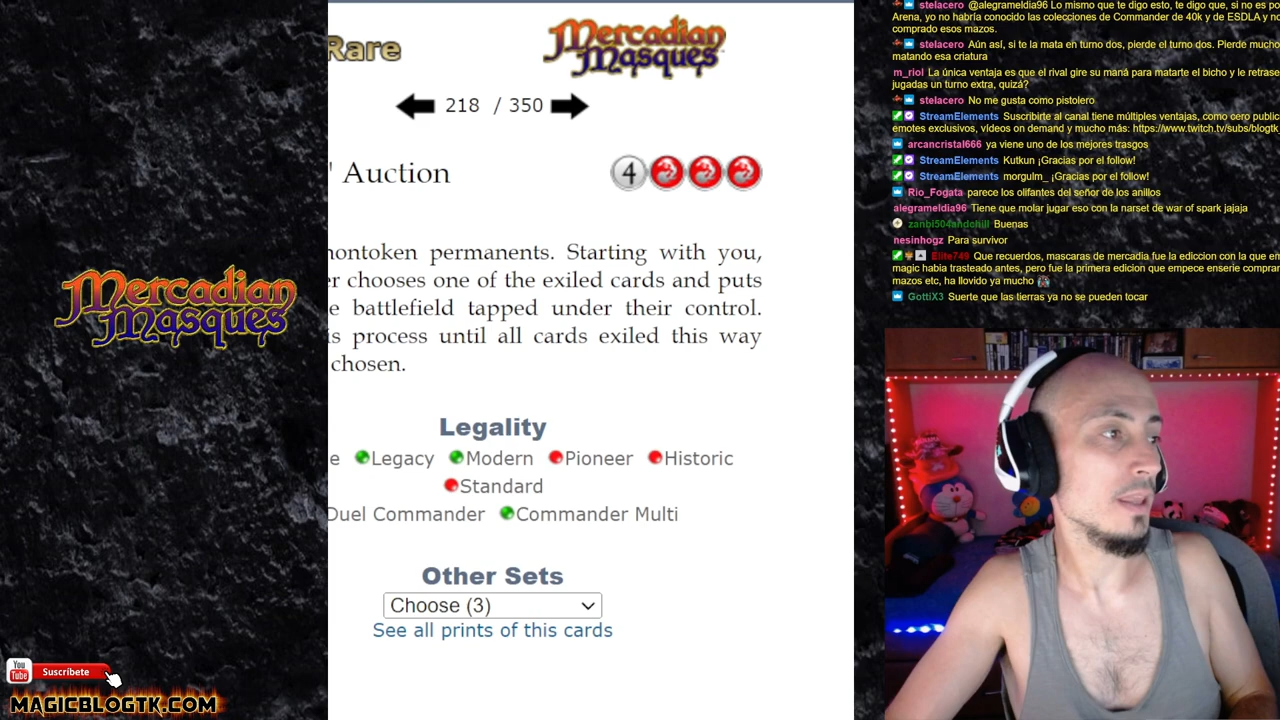 Rare
Mercadian
Masques
218 / 350
' Auction
4
nontoken permanents. Starting with you,
er chooses one of the exiled cards and puts
e battlefield tapped under their control.
is process until all cards exiled this way
chosen.
Legality
e Legacy Modern Pioneer Historic
Standard
Duel Commander Commander Multi
Other Sets
Choose (3)
See all prints of this cards
Mercadian
Masques
You
Tube
Suscríbete
MAGICBLOGTK.COM
stelacero @alegrameldia96 Lo mismo que te digo esto, te digo que, si no es po
Arena, yo no habría conocido las colecciones de Commander de 40k y de ESDLA y no
comprado esos mazos.
stelacero Aún así, si te la mata en turno dos, pierde el turno dos. Pierde mucho
matando esa criatura
m_riol La única ventaja es que el rival gire su maná para matarte el bicho y le retrase
jugadas un turno extra, quizá?
stelacero No me gusta como pistolero
StreamElements Suscribirte al canal tiene múltiples ventajas, como cero public
emotes exclusivos, vídeos on demand y mucho más: https://www.twitch.tv/subs/blogtk
arcancristal666 ya viene uno de los mejores trasgos
StreamElements Kutkun ¡Gracias por el follow!
StreamElements morgulm_ ¡Gracias por el follow!
Rio_Fogata parece los olifantes del señor de los anillos
alegrameldia96 Tiene que molar jugar eso con la narset de war of spark jajaja
zanbi504andchill Buenas
nesinhogz Para survivor
Elite749 Que recuerdos, mascaras de mercadia fue la ediccion con la que en
magic habia trasteado antes, pero fue la primera edicion que empece enserie comprar
mazos etc, ha llovido ya mucho
GottiX3 Suerte que las tierras ya no se pueden tocar